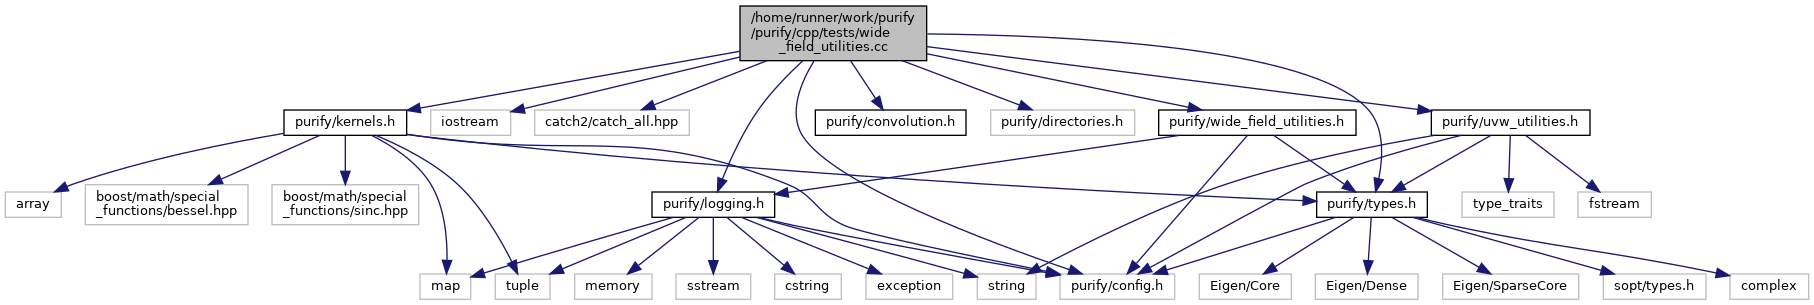 /home/runner/work/purify
/purify/cpp/tests/wide
_field_utilities.cc
purify/kernels.h
iostream
catch2/catch_all.hpp
purify/convolution.h
purify/directories.h
purify/wide_field_utilities.h
purify/uvw_utilities.h
array
boost/math/special
_functions/bessel.hpp
boost/math/special
_functions/sinc.hpp
purify/logging.h
purify/types.h
type_traits
fstream
map
tuple
memory
sstream
cstring
exception
string
purify/config.h
Eigen/Core
Eigen/Dense
Eigen/SparseCore
sopt/types.h
complex